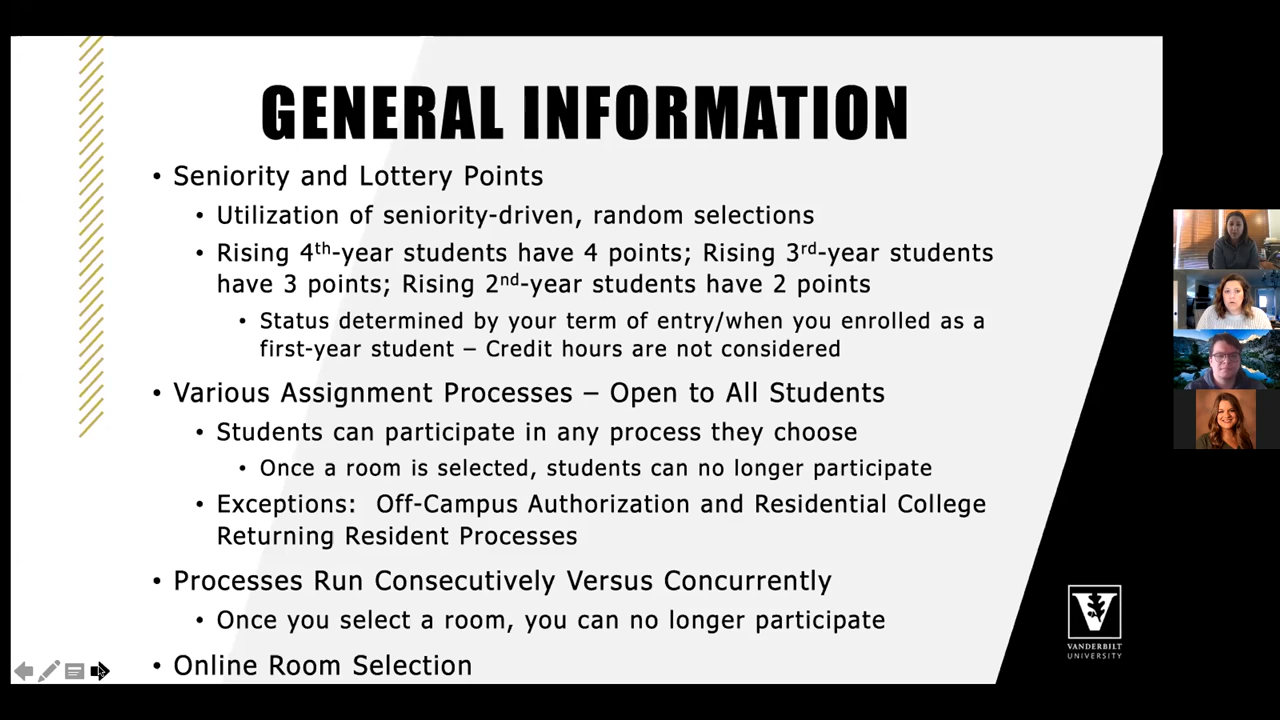 GENERAL INFORMATION
• Seniority and Lottery Points
• Utilization of seniority-driven, random selections
• Rising 4th-year students have 4 points; Rising 3rd-year students
have 3 points; Rising 2nd-year students have 2 points
• Status determined by your term of entry/when you enrolled as a
first-year student – Credit hours are not considered
• Various Assignment Processes – Open to All Students
• Students can participate in any process they choose
• Once a room is selected, students can no longer participate
• Exceptions: Off-Campus Authorization and Residential College
Returning Resident Processes
• Processes Run Consecutively Versus Concurrently
• Once you select a room, you can no longer participate
• Online Room Selection
V
VANDERBILT
UNIVERSITY